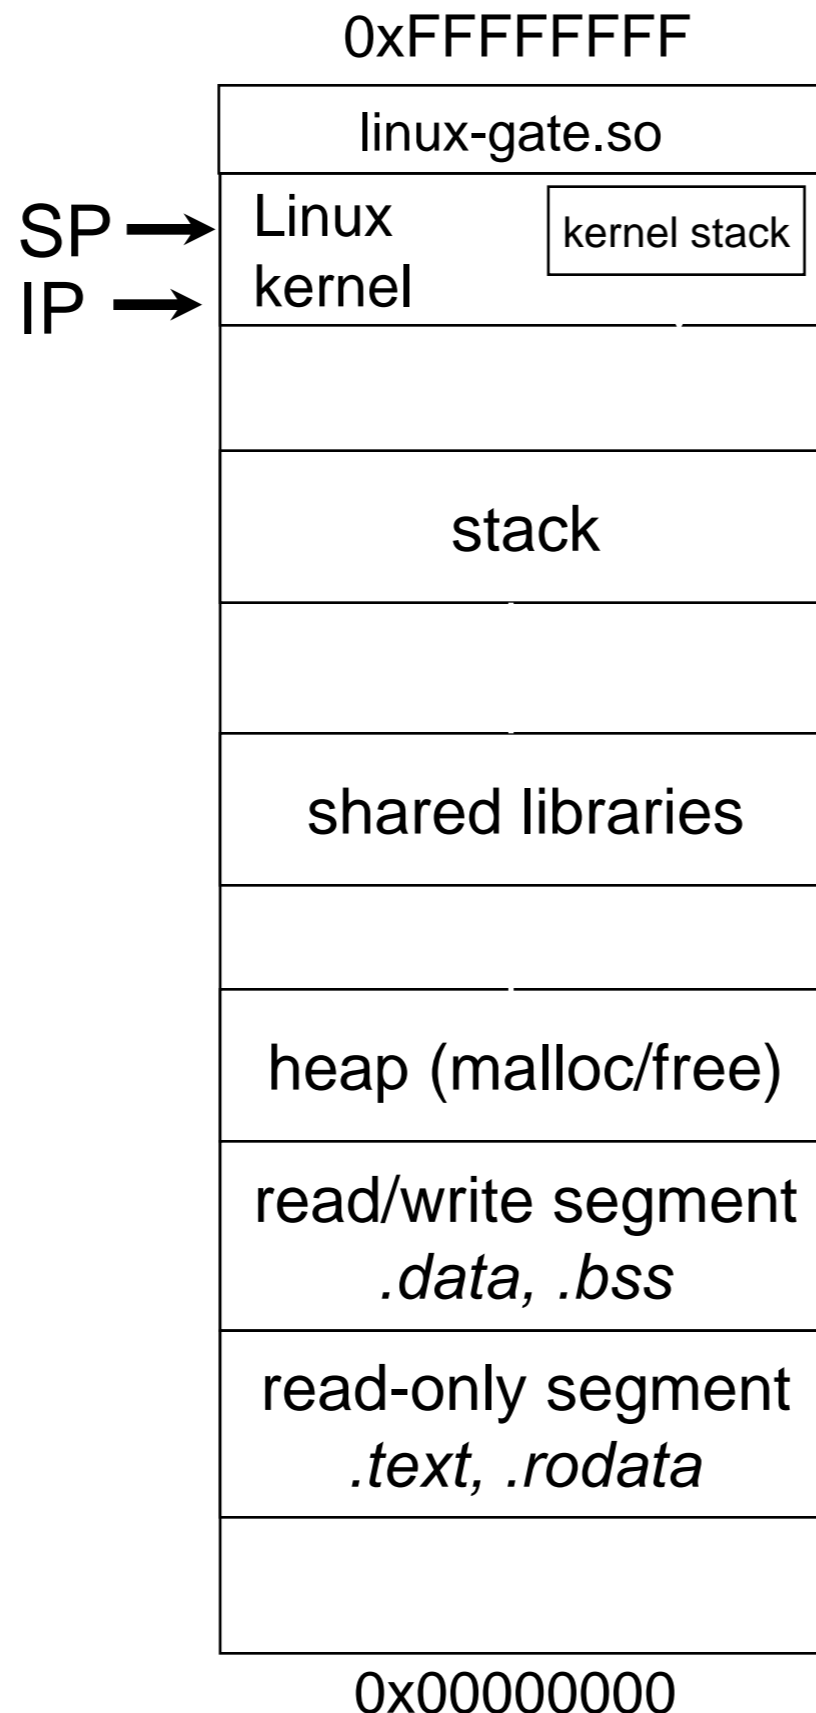 0xFFFFFFFF
linux-gate.so
SP
Linux
kernel stack
IP
kernel
stack
shared libraries
heap (malloc/free)
read/write segment
.data, .bss
read-only segment
.text, .rodata
0x00000000